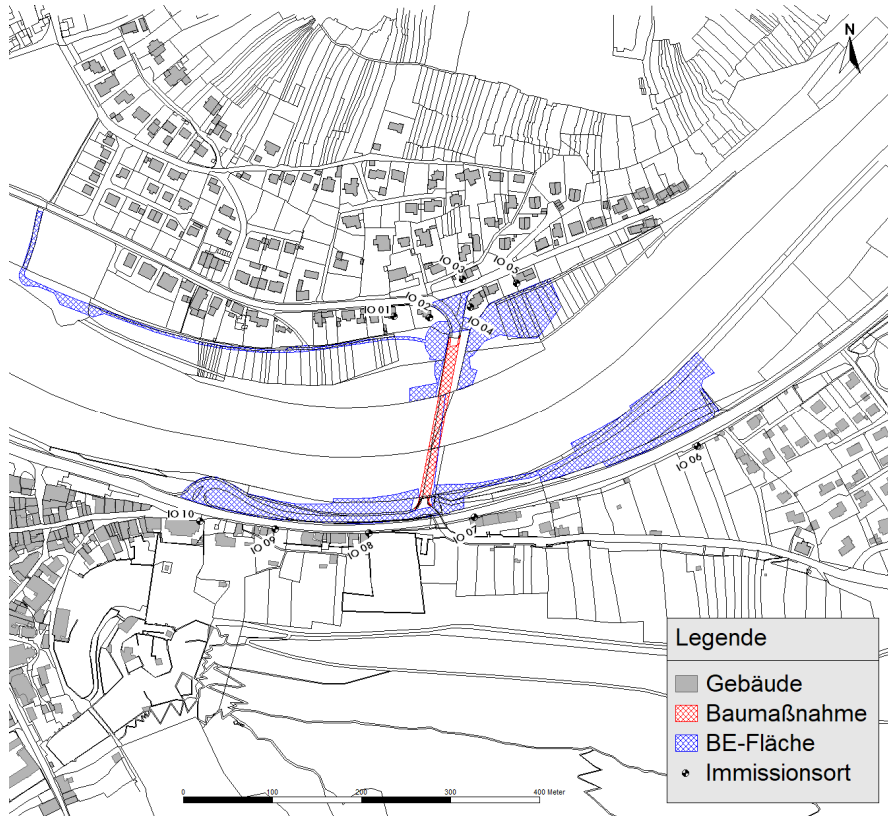 N
IO 03
IO 05
IO 02
IO 01
IO 04
IO 06
IO 10
IO 07
IO 09
IO 08
Legende
Gebäude
Baumaßnahme
BE-Fläche
Immissionsort
0 100 200 300 400 Meter